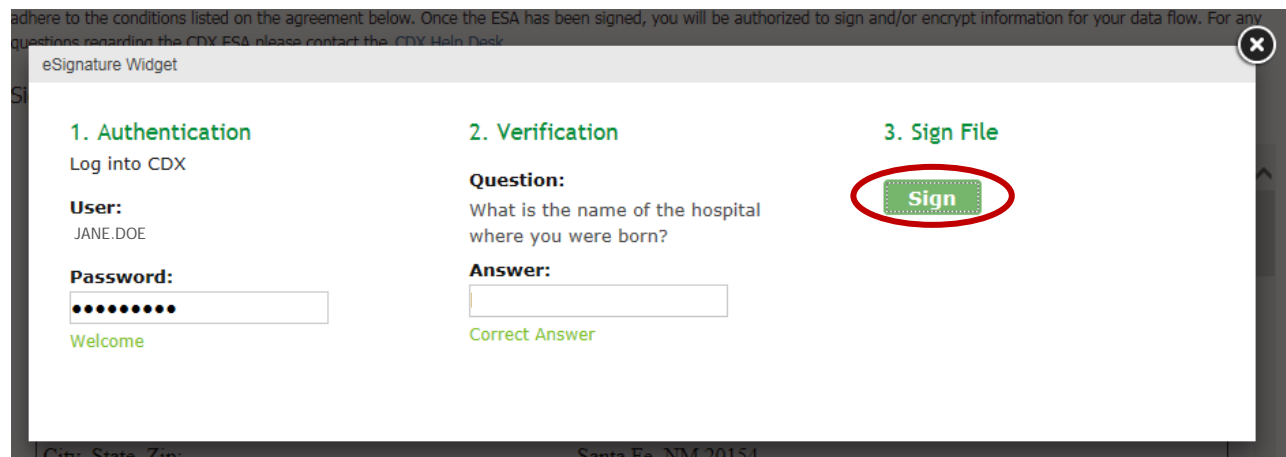 adhere to the conditions listed on the agreement below. Once the ESA has been signed, you will be authorized to sign and/or encrypt information for your data flow. For any
questions regarding the CDX ESA please contact the CDX Help Desk
eSignature Widget
Si
1. Authentication
Log into CDX
User:
JANE.DOE
Password:
•••••••••
Welcome
2. Verification
Question:
What is the name of the hospital
where you were born?
Answer:
Correct Answer
3. Sign File
Sign
City, State, Zip: Santa Fe, NM 20154